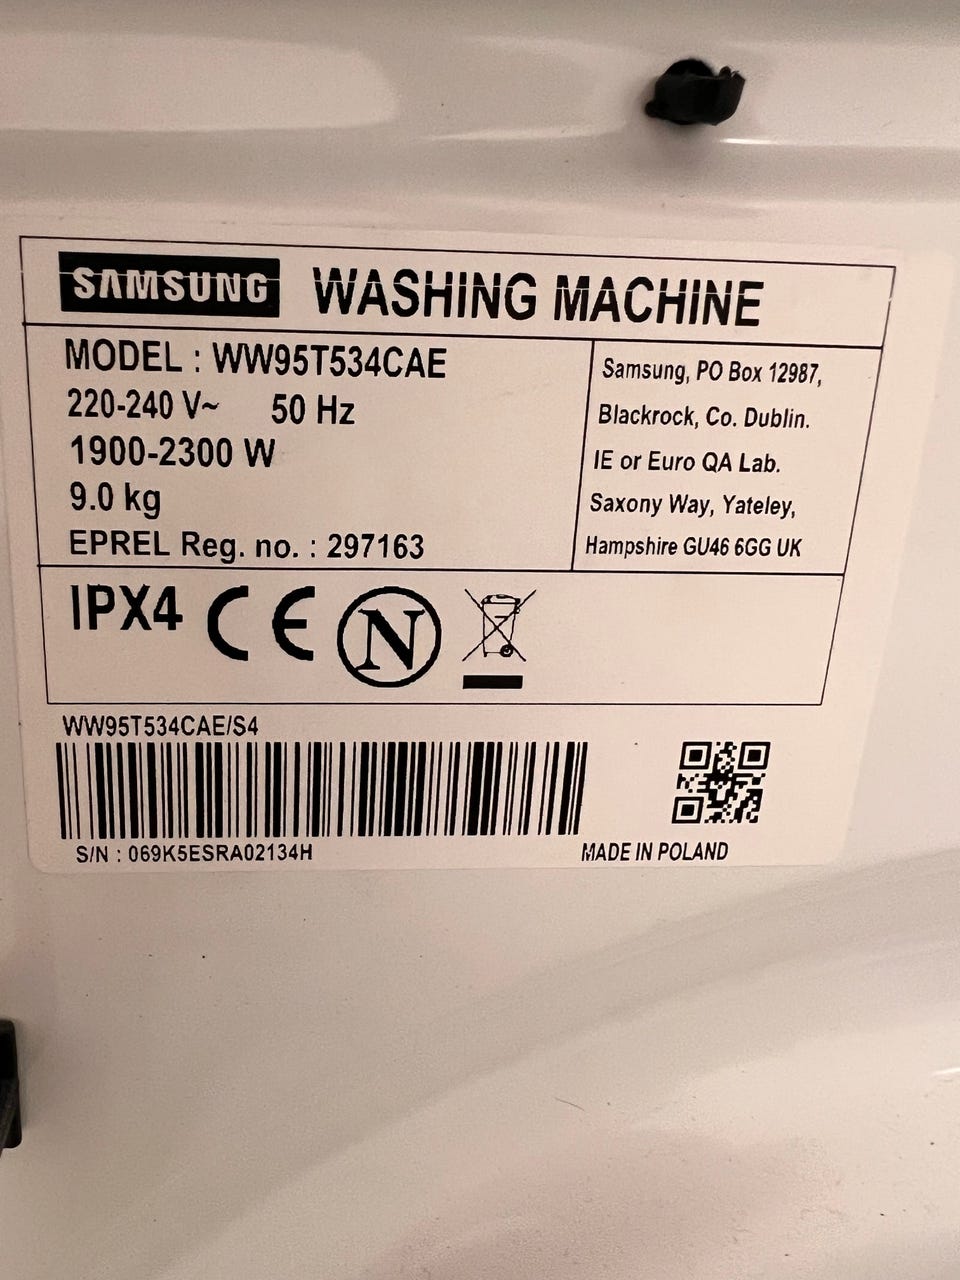 SAMSUNG WASHING MACHINE
MODEL : WW95T534CAE
220-240 V~ 50 Hz
1900-2300 W
9.0 kg
EPREL Reg. no. : 297163
Samsung, PO Box 12987,
Blackrock, Co. Dublin.
IE or Euro QA Lab.
Saxony Way, Yateley,
Hampshire GU46 6GG UK
IPX4 CE N
WW95T534CAE/S4
S/N : 069K5ESRA02134H
MADE IN POLAND